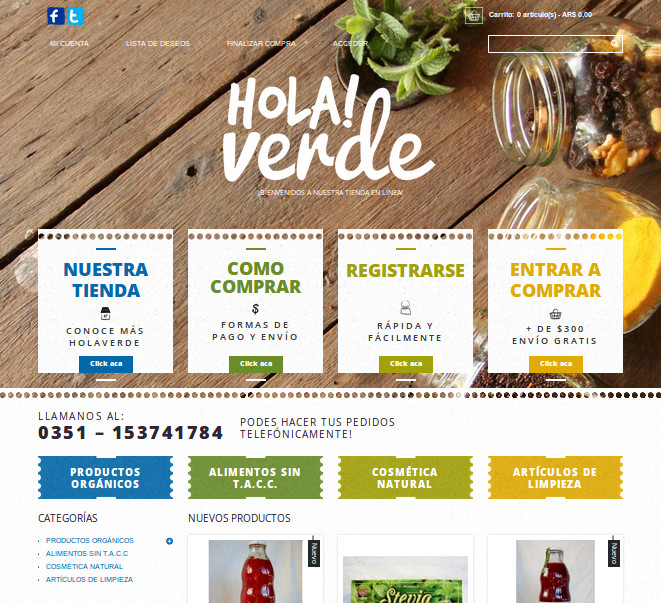 Carrito: 0 artículo(s) - AR$ 0,00
MI CUENTA
LISTA DE DESEOS
FINALIZAR COMPRA
ACCEDER
HOLA!
verde
¡BIENVENIDOS A NUESTRA TIENDA EN LÍNEA!
NUESTRA
TIENDA
CONOCE MÁS
HOLAVERDE
Click aca
COMO
COMPRAR
$
FORMAS DE
PAGO Y ENVÍO
Click aca
REGISTRARSE
RÁPIDA Y
FÁCILMENTE
Click aca
ENTRAR A
COMPRAR
+ DE $300
ENVÍO GRATIS
Click aca
LLAMANOS AL:
0351 – 153741784
PODES HACER TUS PEDIDOS
TELEFÓNICAMENTE!
PRODUCTOS
ORGÁNICOS
ALIMENTOS SIN
T.A.C.C.
COSMÉTICA
NATURAL
ARTÍCULOS DE
LIMPIEZA
CATEGORÍAS
PRODUCTOS ORGÁNICOS
ALIMENTOS SIN T.A.C.C
COSMÉTICA NATURAL
ARTÍCULOS DE LIMPIEZA
NUEVOS PRODUCTOS
Nuevo
Stevia
Nuevo